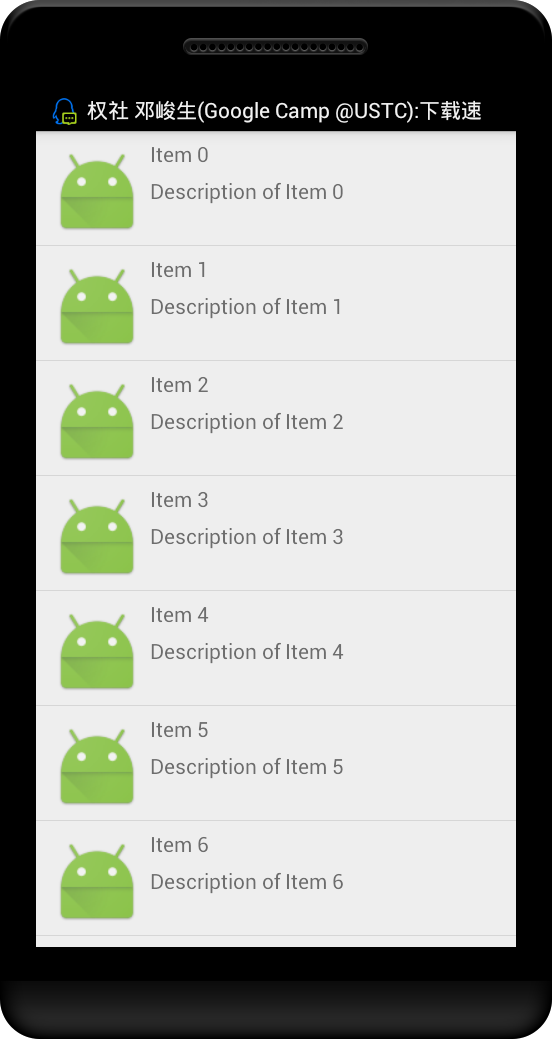 权社 邓峻生(Google Camp @USTC):下载速
Item 0
Description of Item 0
Item 1
Description of Item 1
Item 2
Description of Item 2
Item 3
Description of Item 3
Item 4
Description of Item 4
Item 5
Description of Item 5
Item 6
Description of Item 6